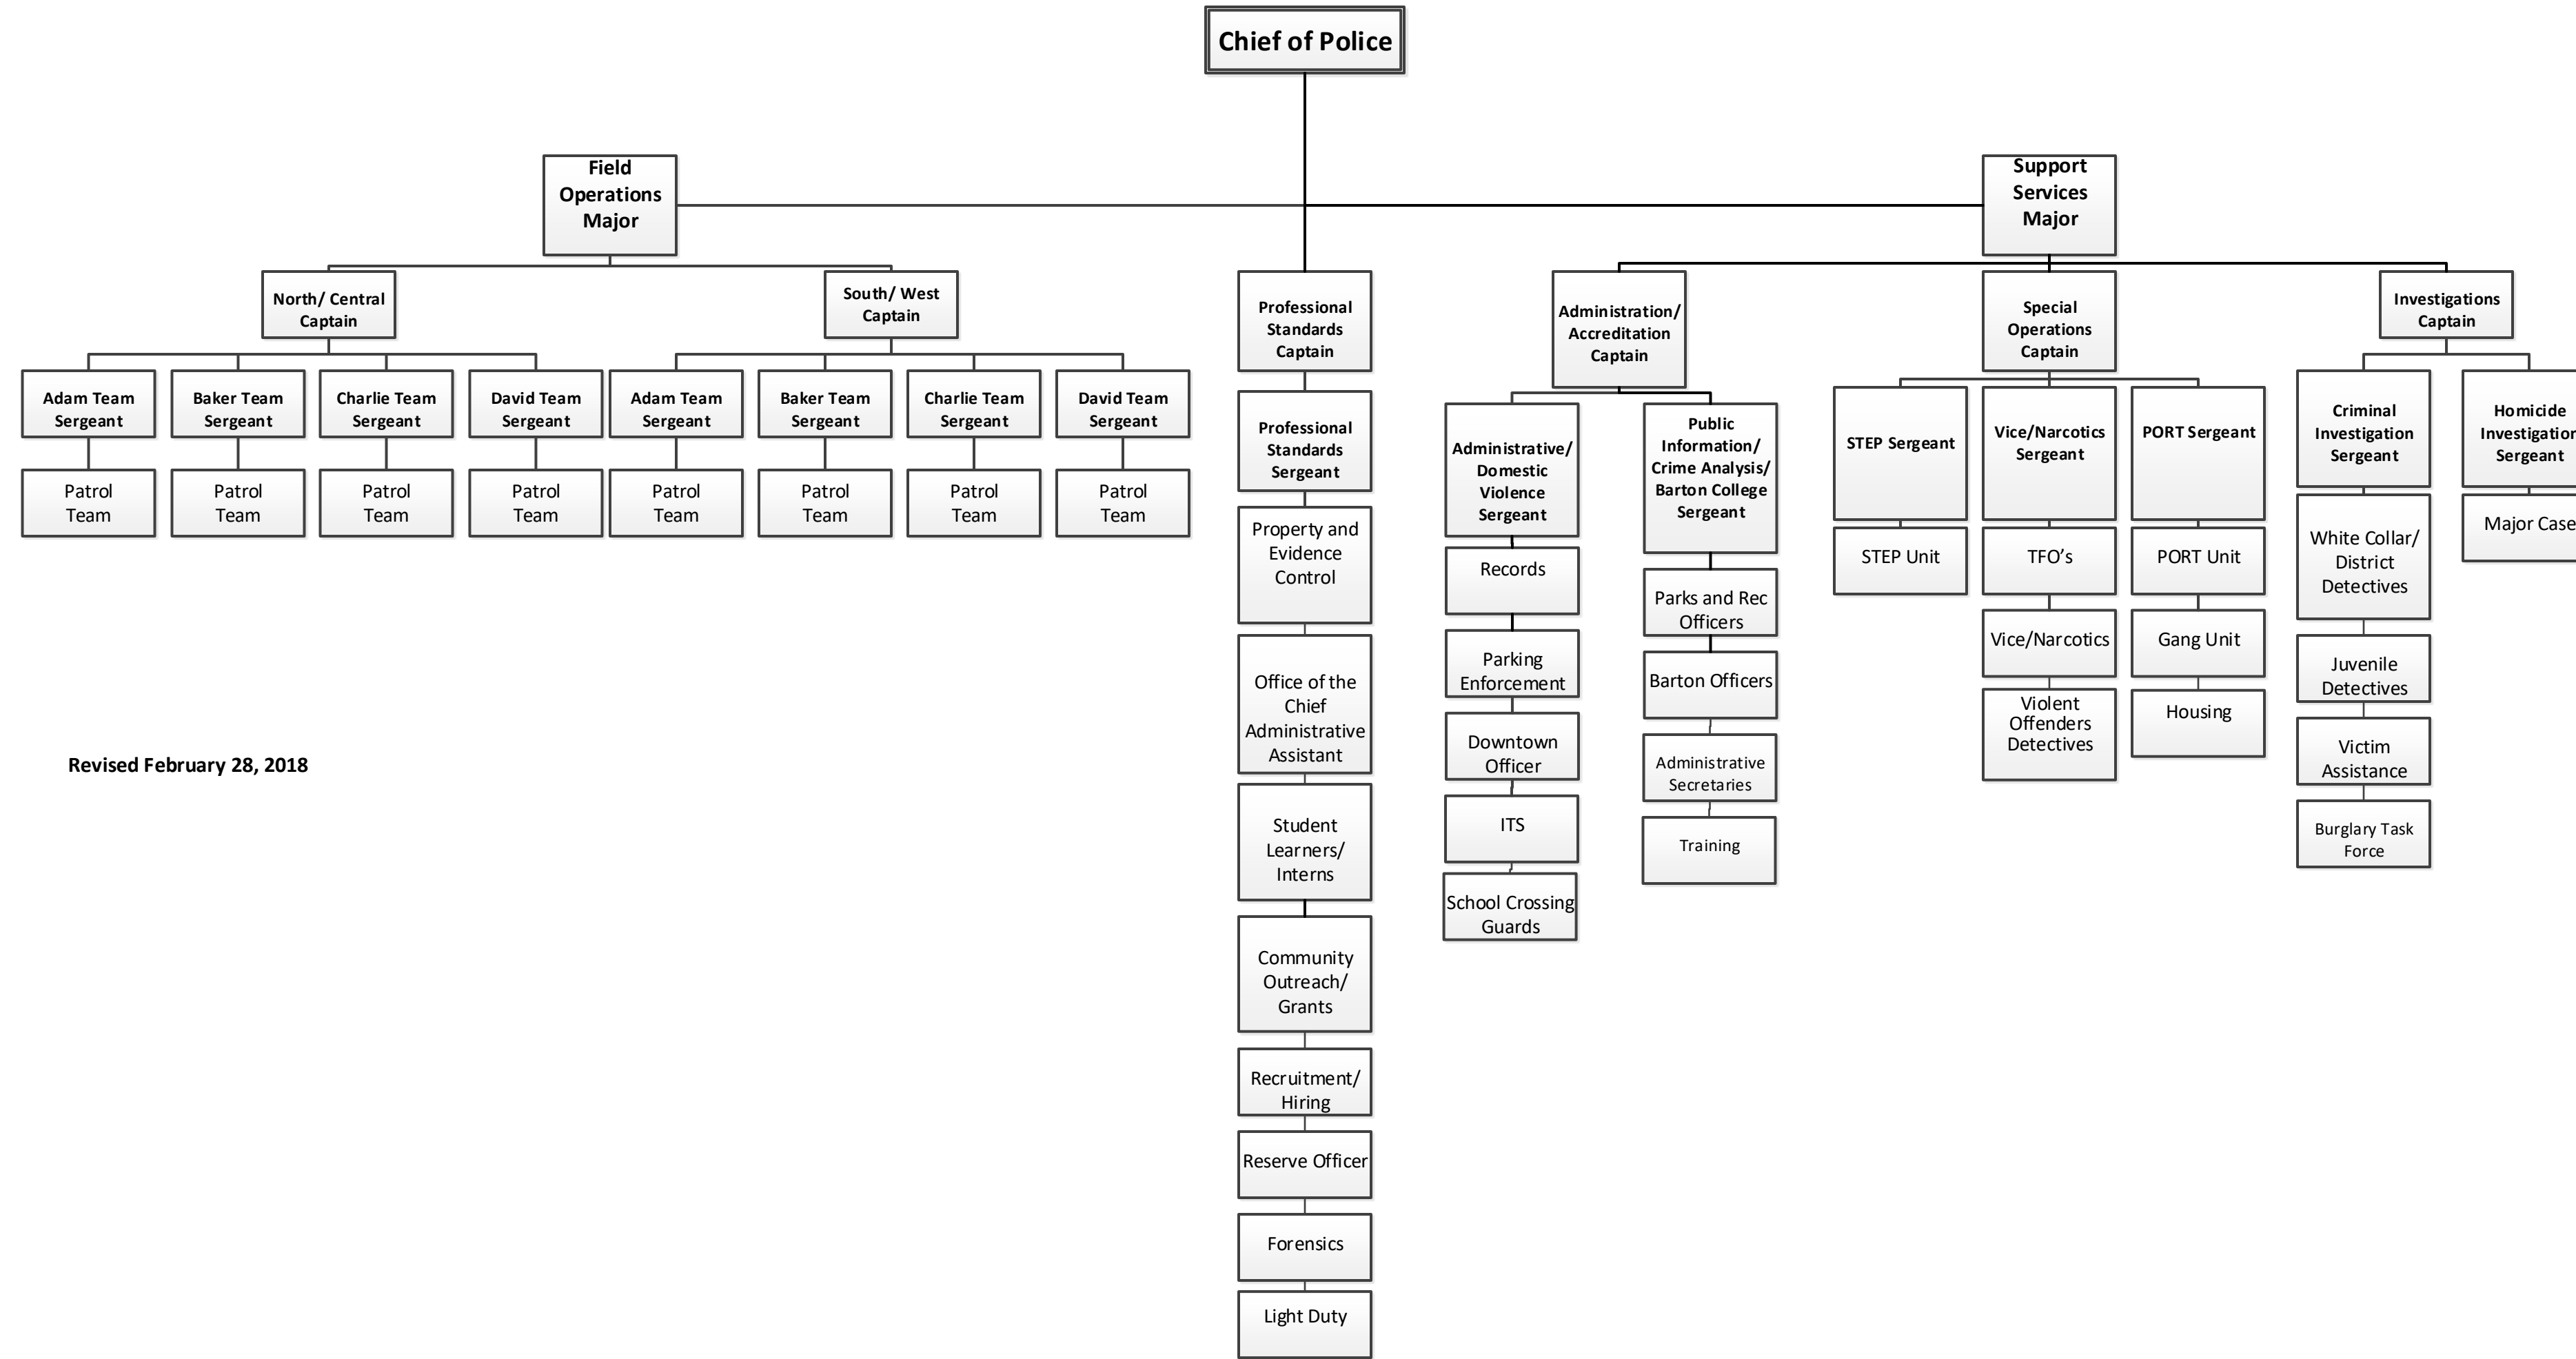 Chief of Police
Field
Operations
Major
Support
Services
Major
North/ Central
Captain
South/ West
Captain
Professional
Standards
Captain
Administration/
Accreditation
Captain
Special
Operations
Captain
Investigations
Captain
Adam Team
Sergeant
Baker Team
Sergeant
Charlie Team
Sergeant
David Team
Sergeant
Adam Team
Sergeant
Baker Team
Sergeant
Charlie Team
Sergeant
David Team
Sergeant
Patrol
Team
Patrol
Team
Patrol
Team
Patrol
Team
Patrol
Team
Patrol
Team
Patrol
Team
Patrol
Team
Professional
Standards
Sergeant
Property and
Evidence
Control
Office of the
Chief
Administrative
Assistant
Student
Learners/
Interns
Community
Outreach/
Grants
Recruitment/
Hiring
Reserve Officer
Forensics
Light Duty
Administrative/
Domestic
Violence
Sergeant
Records
Parking
Enforcement
Downtown
Officer
ITS
School Crossing
Guards
Public
Information/
Crime Analysis/
Barton College
Sergeant
Parks and Rec
Officers
Barton Officers
Administrative
Secretaries
Training
STEP Sergeant
STEP Unit
Vice/Narcotics
Sergeant
TFO’s
Vice/Narcotics
Violent
Offenders
Detectives
PORT Sergeant
PORT Unit
Gang Unit
Housing
Criminal
Investigation
Sergeant
White Collar/
District
Detectives
Juvenile
Detectives
Victim
Assistance
Burglary Task
Force
Homicide
Investigation
Sergeant
Major Case
Revised February 28, 2018